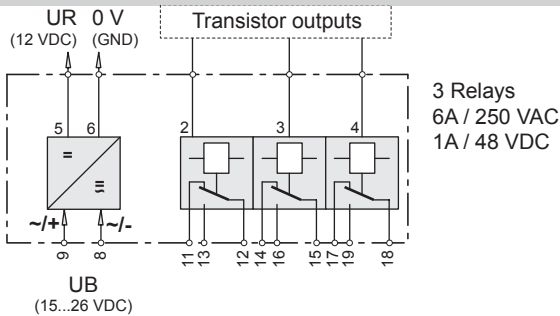 UR 0 V
(12 VDC) (GND)
Transistor outputs
3 Relays
6A / 250 VAC
1A / 48 VDC
5 6 2 3 4
= 
≅
~/+ ~/-
9 8 11 13 12 14 16 15 17 19 18
UB
(15...26 VDC)